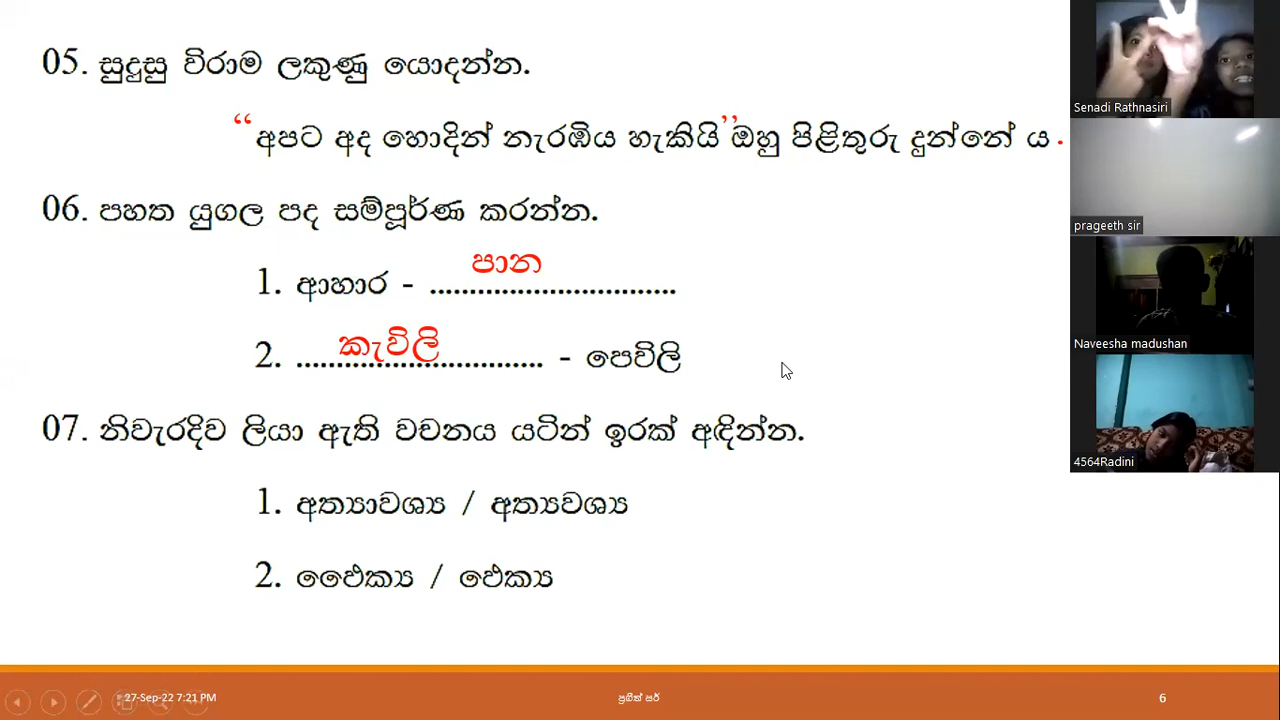 05. සුදුසු විරාම ලකුණු යොදන්න.
“අපට අද හොදින් නැරඹිය හැකියි’’ඔහු පිළිතුරු දුන්නේ ය.
06. පහත යුගල පද සම්පූර්ණ කරන්න.
1. ආහාර - ...............................
පාන
2. ............................... - පෙවිලි
කැවිලි
07. නිවැරදිව ලියා ඇති වචනය යටින් ඉරක් අඳින්න.
1. අත්‍යාවශ්‍ය / අත්‍යවශ්‍ය
2. ඓක්‍ය / ඵෙක්‍ය
27-Sep-22 7:21 PM
ප්‍රගීත් සර්
6
Senadi Rathnasiri
prageeth sir
Naveesha madushan
4564Radini